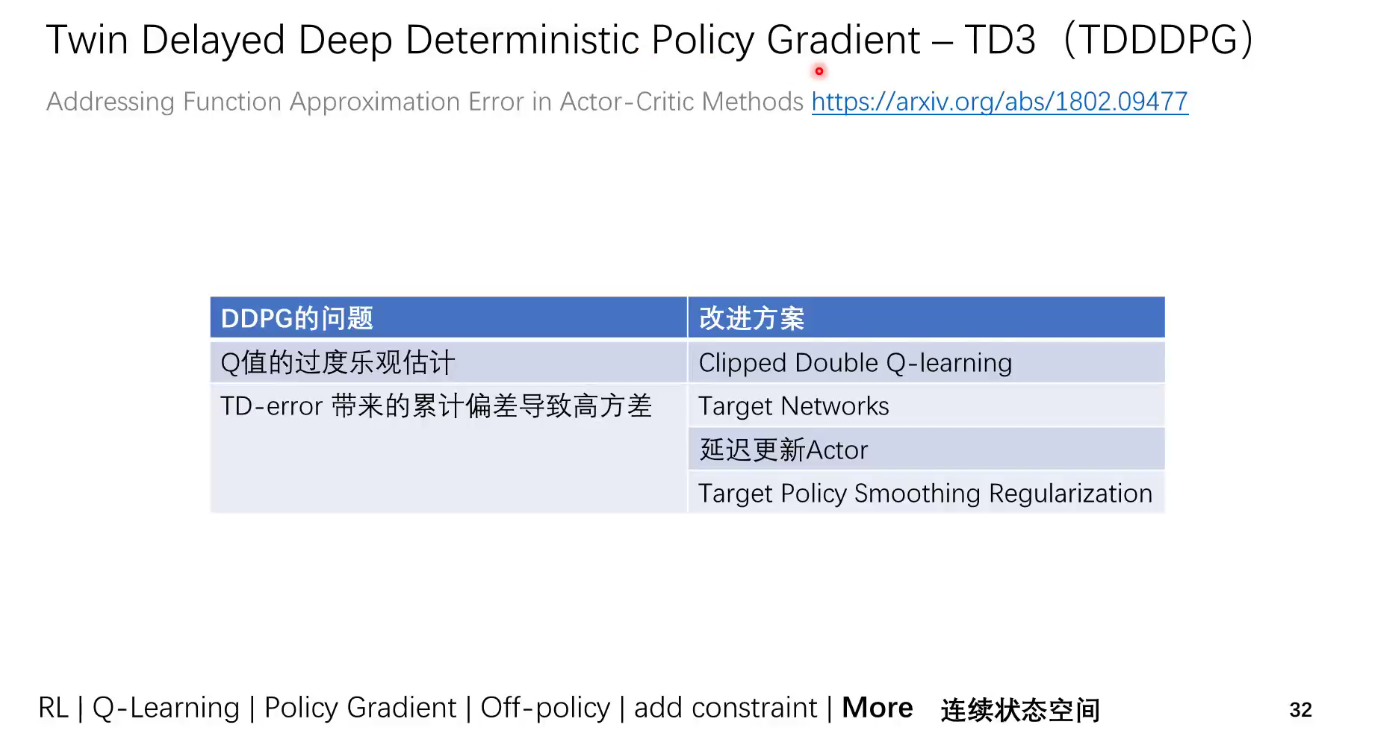 Twin Delayed Deep Deterministic Policy Gradient – TD3（TDDDPG）
Addressing Function Approximation Error in Actor-Critic Methods https://arxiv.org/abs/1802.09477
DDPG的问题 改进方案
Q值的过度乐观估计 Clipped Double Q-learning
TD-error 带来的累计偏差导致高方差 Target Networks
延迟更新Actor
Target Policy Smoothing Regularization
RL | Q-Learning | Policy Gradient | Off-policy | add constraint | More 连续状态空间 32